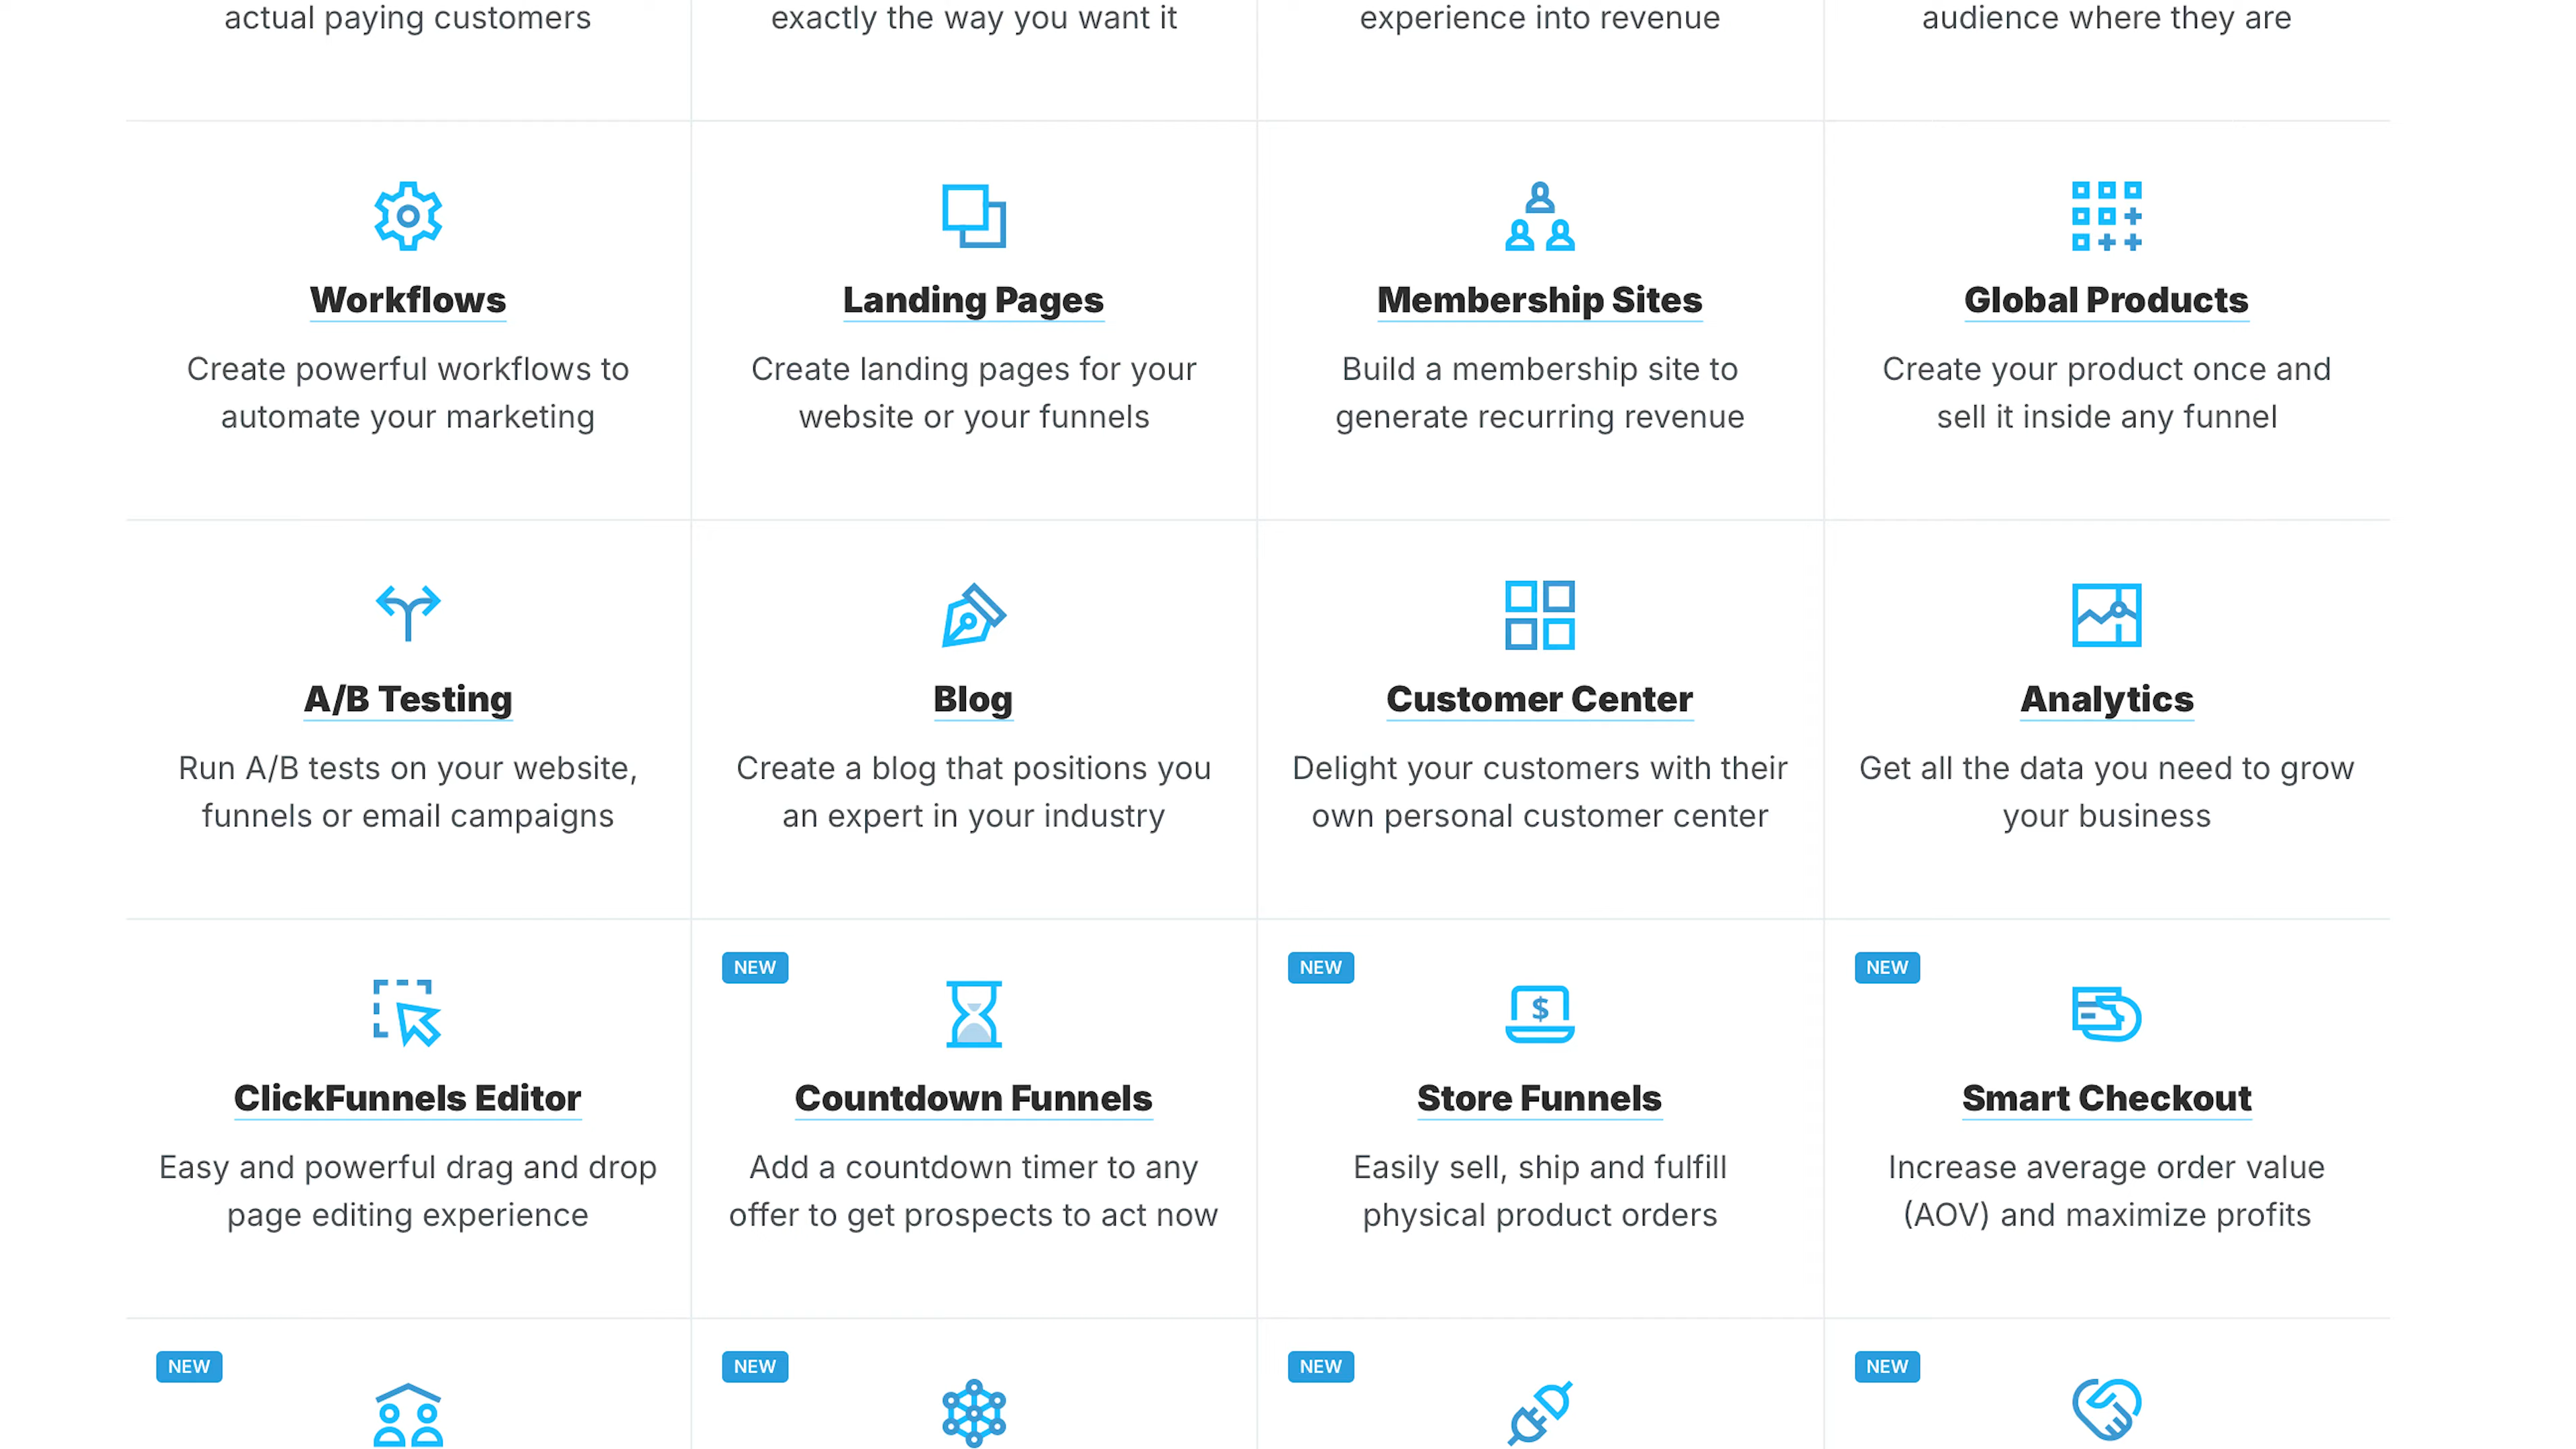 actual paying customers
exactly the way you want it
experience into revenue
audience where they are
Workflows
Create powerful workflows to
automate your marketing
Landing Pages
Create landing pages for your
website or your funnels
Membership Sites
Build a membership site to
generate recurring revenue
Global Products
Create your product once and
sell it inside any funnel
A/B Testing
Run A/B tests on your website,
funnels or email campaigns
Blog
Create a blog that positions you
an expert in your industry
Customer Center
Delight your customers with their
own personal customer center
Analytics
Get all the data you need to grow
your business
ClickFunnels Editor
Easy and powerful drag and drop
page editing experience
NEW
Countdown Funnels
Add a countdown timer to any
offer to get prospects to act now
NEW
$
Store Funnels
Easily sell, ship and fulfill
physical product orders
NEW
Smart Checkout
Increase average order value
(AOV) and maximize profits
NEW
NEW
NEW
NEW